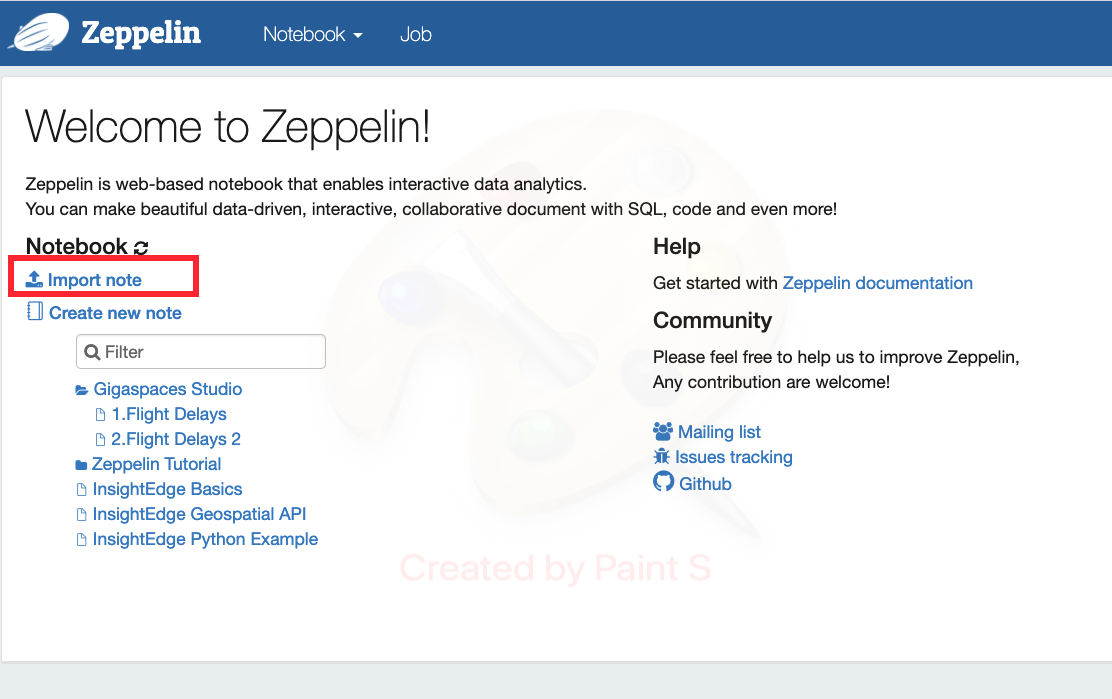 Zeppelin Notebook Job
Welcome to Zeppelin!
Zeppelin is web-based notebook that enables interactive data analytics.
You can make beautiful data-driven, interactive, collaborative document with SQL, code and even more!
Notebook
Import note
Create new note
Filter
Gigaspaces Studio
1.Flight Delays
2.Flight Delays 2
Zeppelin Tutorial
InsightEdge Basics
InsightEdge Geospatial API
InsightEdge Python Example
Help
Get started with Zeppelin documentation
Community
Please feel free to help us to improve Zeppelin,
Any contribution are welcome!
Mailing list
Issues tracking
Github
Created by Paint S